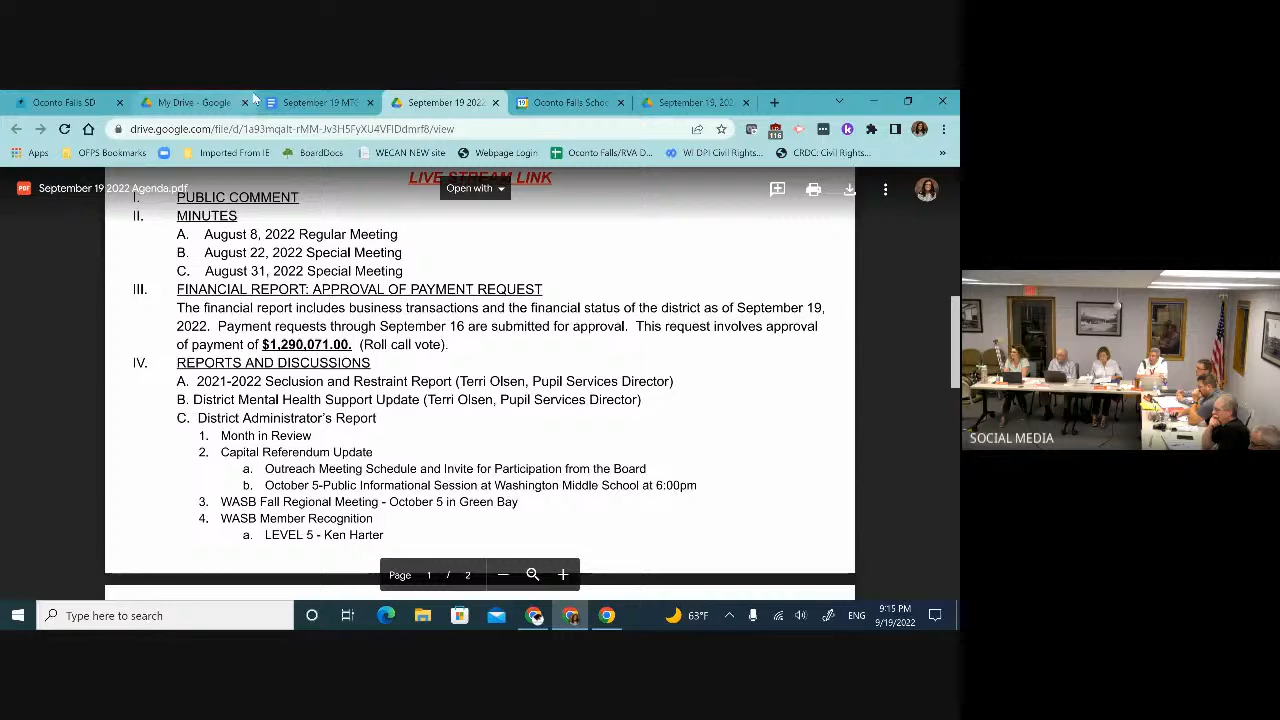 Oconto Falls SD
My Drive - Google
September 19 MTG
September 19 2022
Oconto Falls Schoo
September 19, 202
drive.google.com/file/d/1a93mqaIt-rMM-Jv3H5FyXU4VFIDdmrf8/view
116
Apps
OFPS Bookmarks
Imported From IE
BoardDocs
WECAN NEW site
Webpage Login
Oconto Falls/RVA D...
WI DPI Civil Rights...
CRDC: Civil Rights...
LIVE STREAM LINK
PDF
September 19 2022 Agenda.pdf
Open with
I. PUBLIC COMMENT
II. MINUTES
A. August 8, 2022 Regular Meeting
B. August 22, 2022 Special Meeting
C. August 31, 2022 Special Meeting
III. FINANCIAL REPORT: APPROVAL OF PAYMENT REQUEST
The financial report includes business transactions and the financial status of the district as of September 19,
2022. Payment requests through September 16 are submitted for approval. This request involves approval
of payment of $1,290,071.00. (Roll call vote).
IV. REPORTS AND DISCUSSIONS
A. 2021-2022 Seclusion and Restraint Report (Terri Olsen, Pupil Services Director)
B. District Mental Health Support Update (Terri Olsen, Pupil Services Director)
C. District Administrator's Report
1. Month in Review
2. Capital Referendum Update
a. Outreach Meeting Schedule and Invite for Participation from the Board
b. October 5-Public Informational Session at Washington Middle School at 6:00pm
3. WASB Fall Regional Meeting - October 5 in Green Bay
4. WASB Member Recognition
a. LEVEL 5 - Ken Harter
Page 1 / 2
SOCIAL MEDIA
Type here to search
63°F
ENG
9:15 PM
9/19/2022